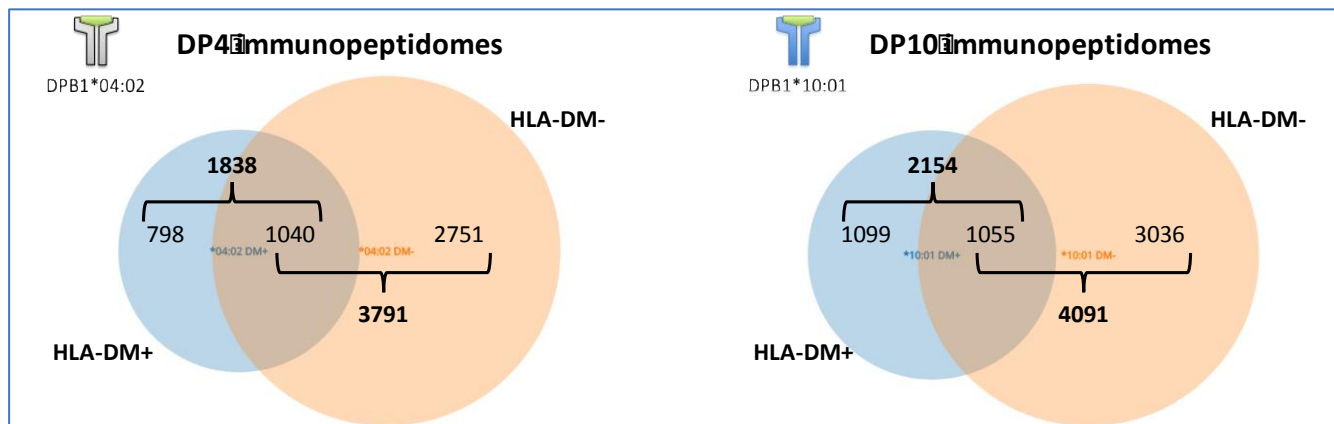 DP4 Immunopeptidomes
DPB1*04:02
HLA-DM-
1838
798
1040
2751
*04:02 DM+
*04:02 DM-
3791
HLA-DM+
DP10 Immunopeptidomes
DPB1*10:01
HLA-DM-
2154
1099
1055
3036
*10:01 DM+
*10:01 DM-
4091
HLA-DM+